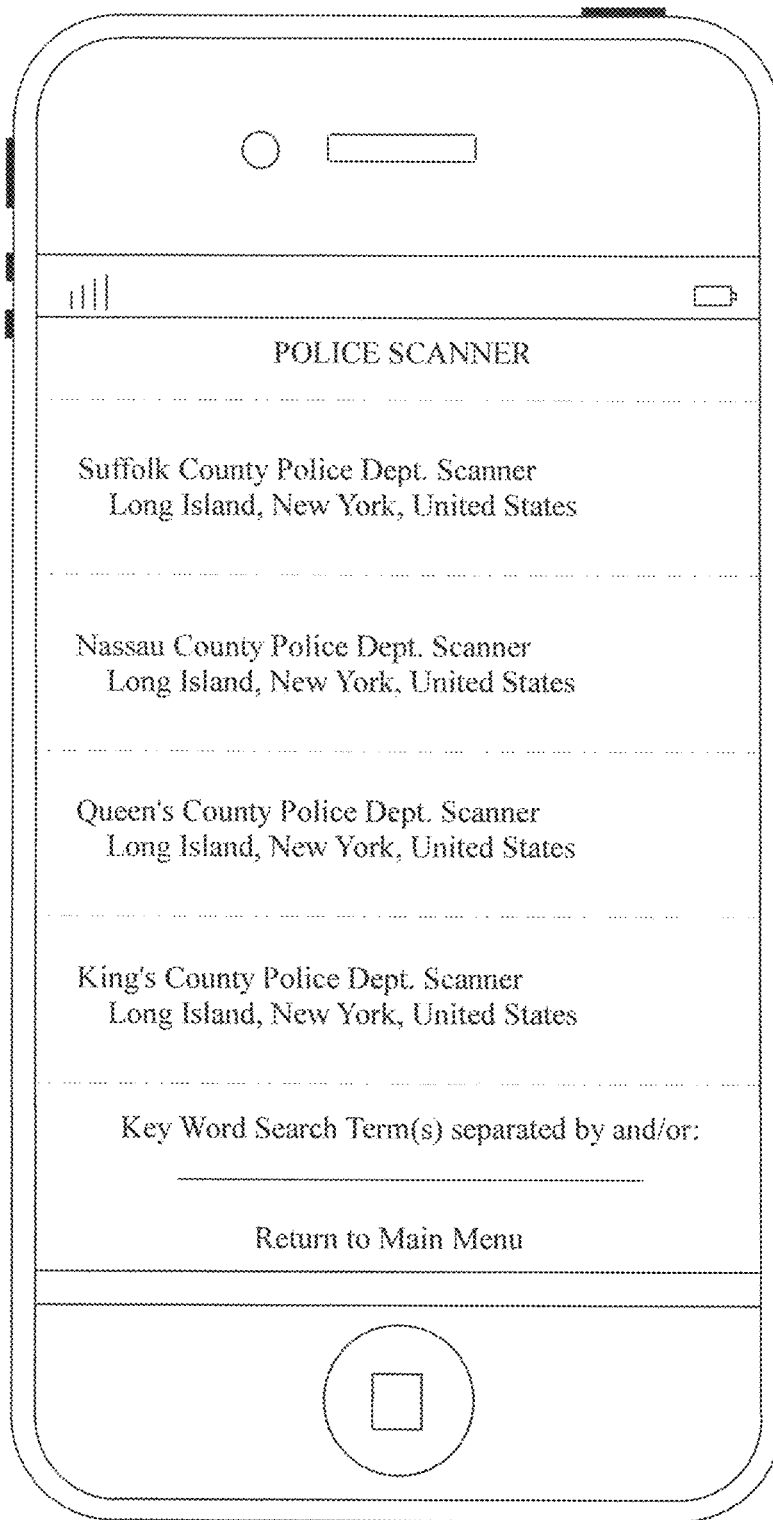 POLICE SCANNER
Suffolk County Police Dept. Scanner
Long Island, New York, United States
Nassau County Police Dept. Scanner
Long Island, New York, United States
Queen's County Police Dept. Scanner
Long Island, New York, United States
King's County Police Dept. Scanner
Long Island, New York, United States
Key Word Search Term(s) separated by and/or:
Return to Main Menu